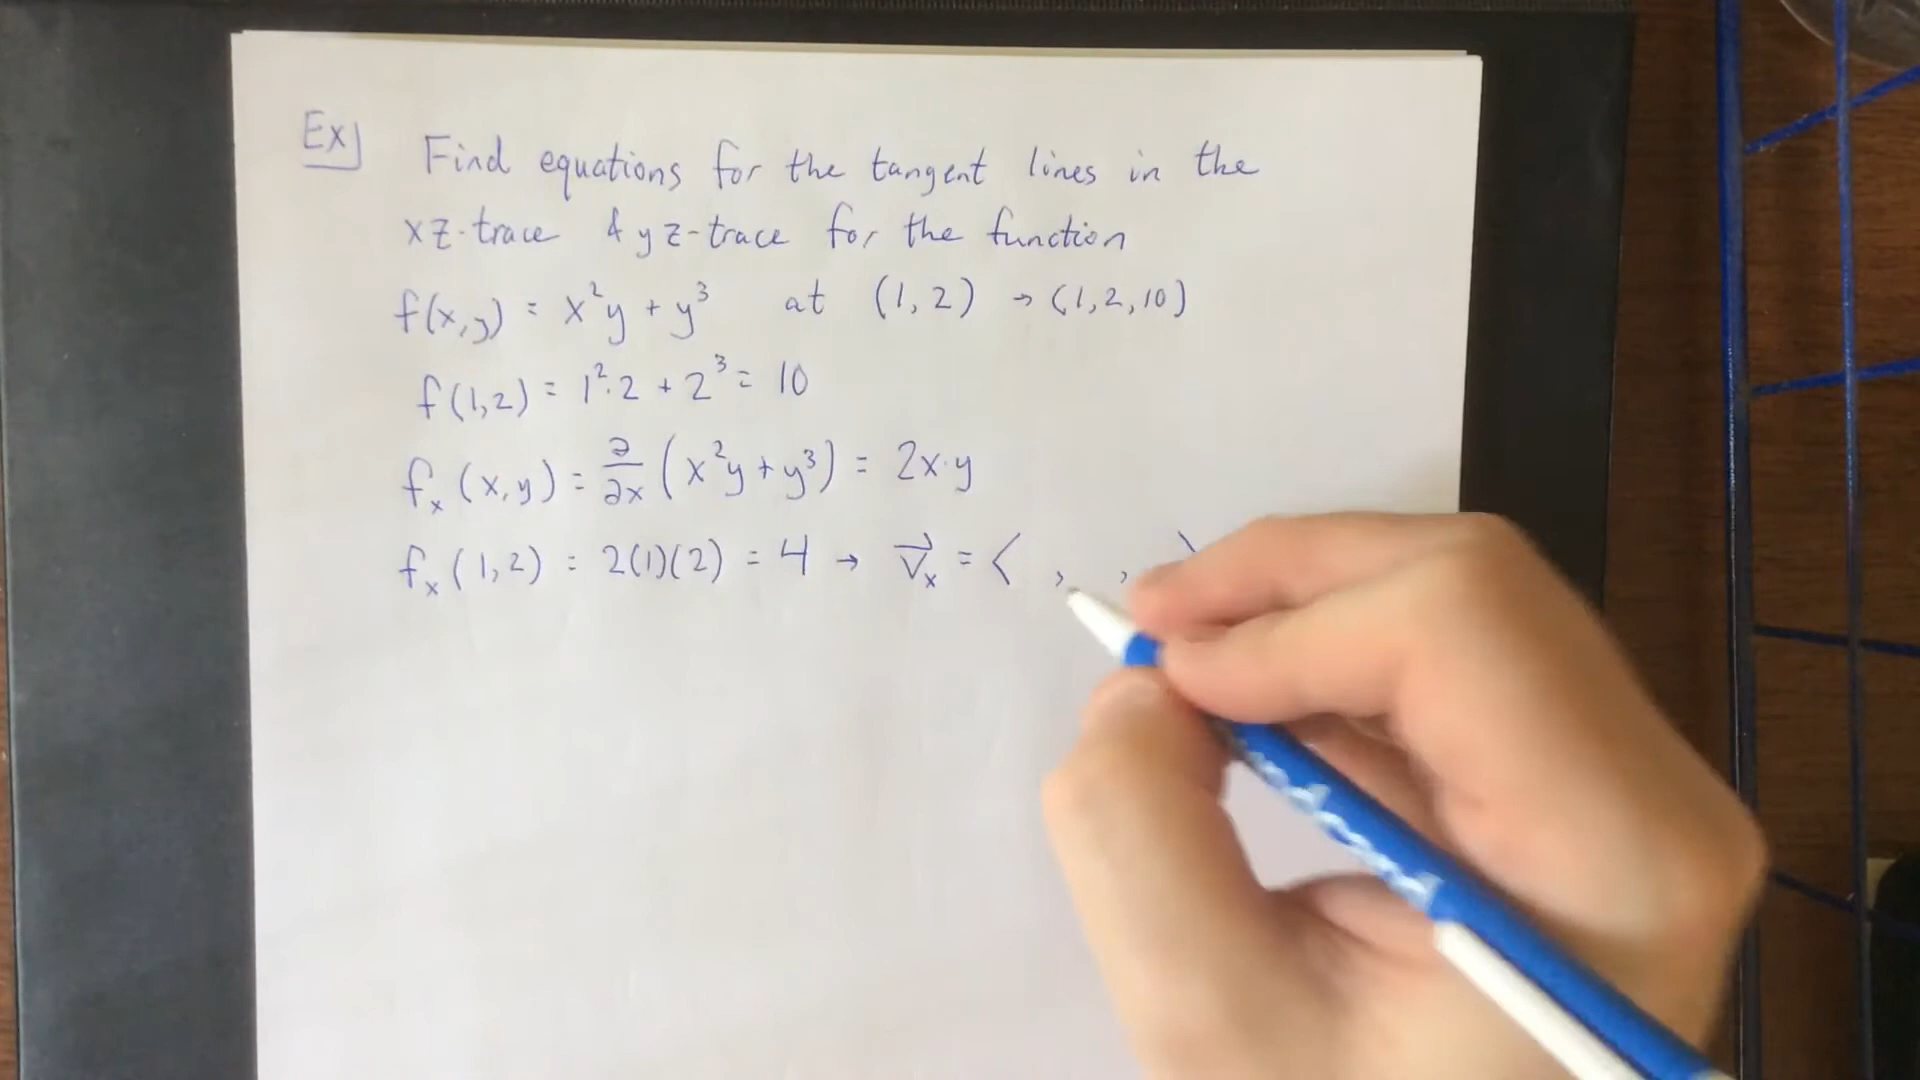 Ex) Find equations for the tangent lines in the
xz-trace & yz-trace for the function
f(x,y) = x²y + y³ at (1,2) → (1,2,10)
f(1,2) = 1²·2 + 2³ = 10
fₓ(x,y) = ∂/∂x (x²y + y³) = 2x·y
fₓ(1,2) = 2(1)(2) = 4 → v⃗ₓ = ⟨ , , ⟩